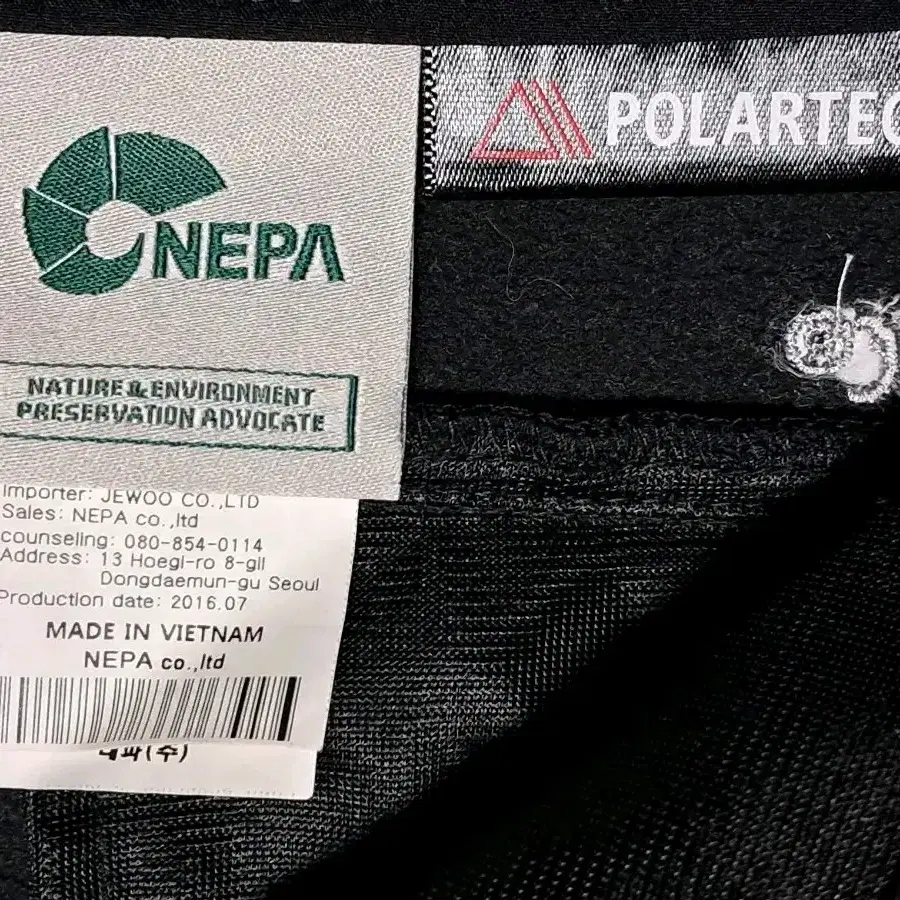 NEPA
POLARTEC
NATURE & ENVIRONMENT
PRESERVATION ADVOCATE
Importer: JEWOO CO.,LTD
Sales: NEPA co.,ltd
counseling: 080-854-0114
Address: 13 Hoegi-ro 8-gil
Dongdaemun-gu Seoul
Production date: 2016.07
MADE IN VIETNAM
NEPA co.,ltd
네파(주)